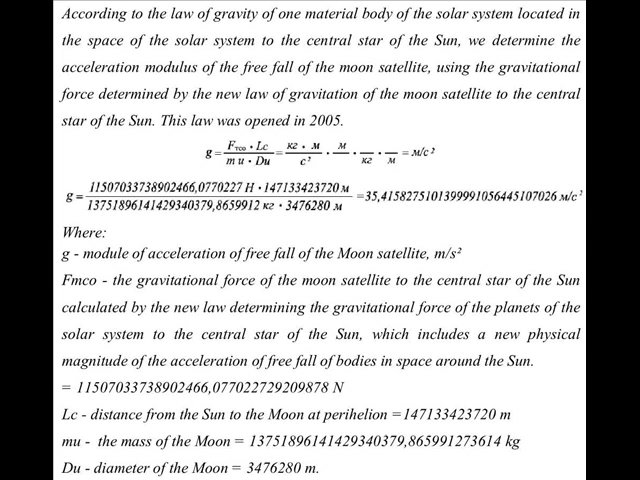 According to the law of gravity of one material body of the solar system located in
the space of the solar system to the central star of the Sun, we determine the
acceleration modulus of the free fall of the moon satellite, using the gravitational
force determined by the new law of gravitation of the moon satellite to the central
star of the Sun. This law was opened in 2005.
g = Fтсо · Lc / m u · Du = кг · м / с² · м / · 1 / кг · 1 / м = м/с²
g = 11507033738902466,0770227 Н · 147133423720 м / 13751896141429340379,8659912 кг · 3476280 м = 35,4158275101399991056445107026 м/с²
Where:
g - module of acceleration of free fall of the Moon satellite, m/s²
Fmco - the gravitational force of the moon satellite to the central star of the Sun
calculated by the new law determining the gravitational force of the planets of the
solar system to the central star of the Sun, which includes a new physical
magnitude of the acceleration of free fall of bodies in space around the Sun.
= 11507033738902466,077022729209878 N
Lc - distance from the Sun to the Moon at perihelion =147133423720 m
mu - the mass of the Moon = 13751896141429340379,865991273614 kg
Du - diameter of the Moon = 3476280 m.